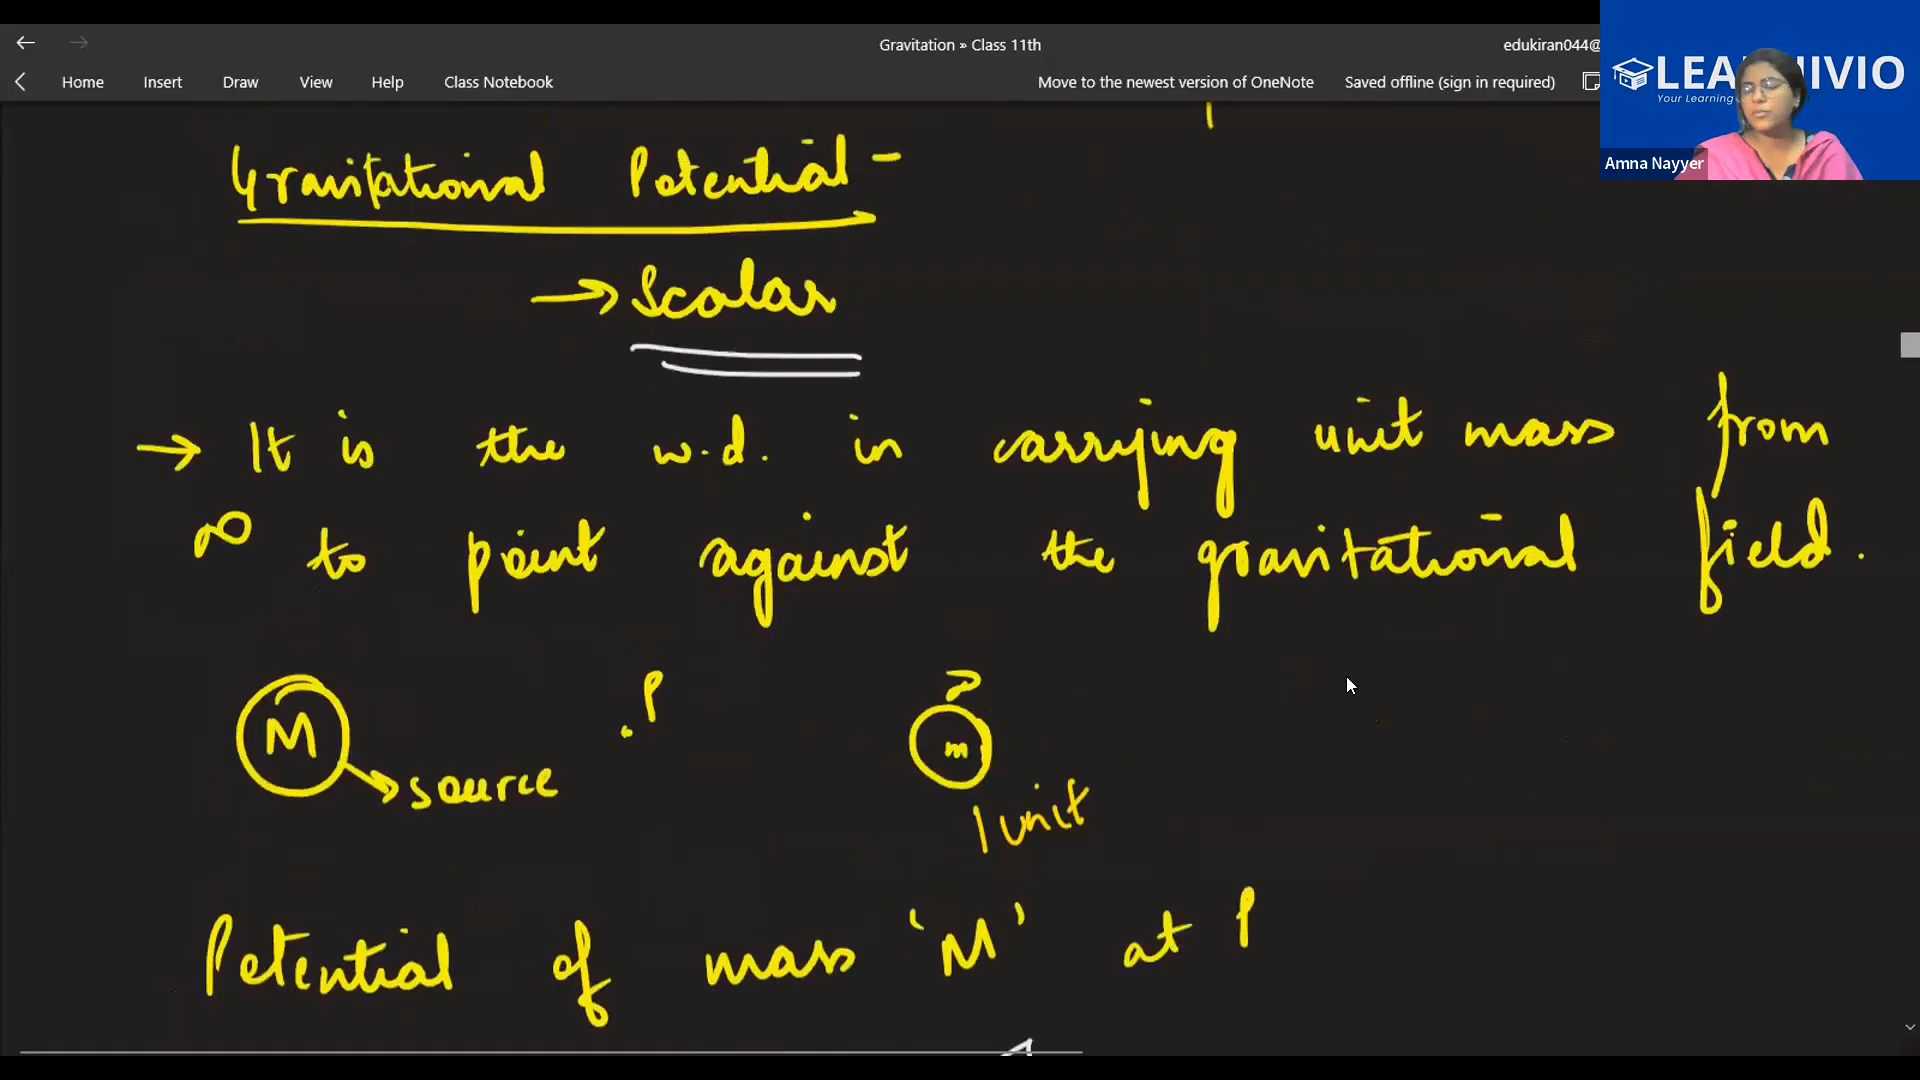 Gravitation » Class 11th
edukiran044@
Home Insert Draw View Help Class Notebook
Move to the newest version of OneNote Saved offline (sign in required)
Your Learning
Amna Nayyer
Gravitational Potential -
→ Scalar
→ It is the w.d. in carrying unit mass from
∞ to point against the gravitational field.
M
source
. P
m
1 unit
Potential of mass 'M' at P